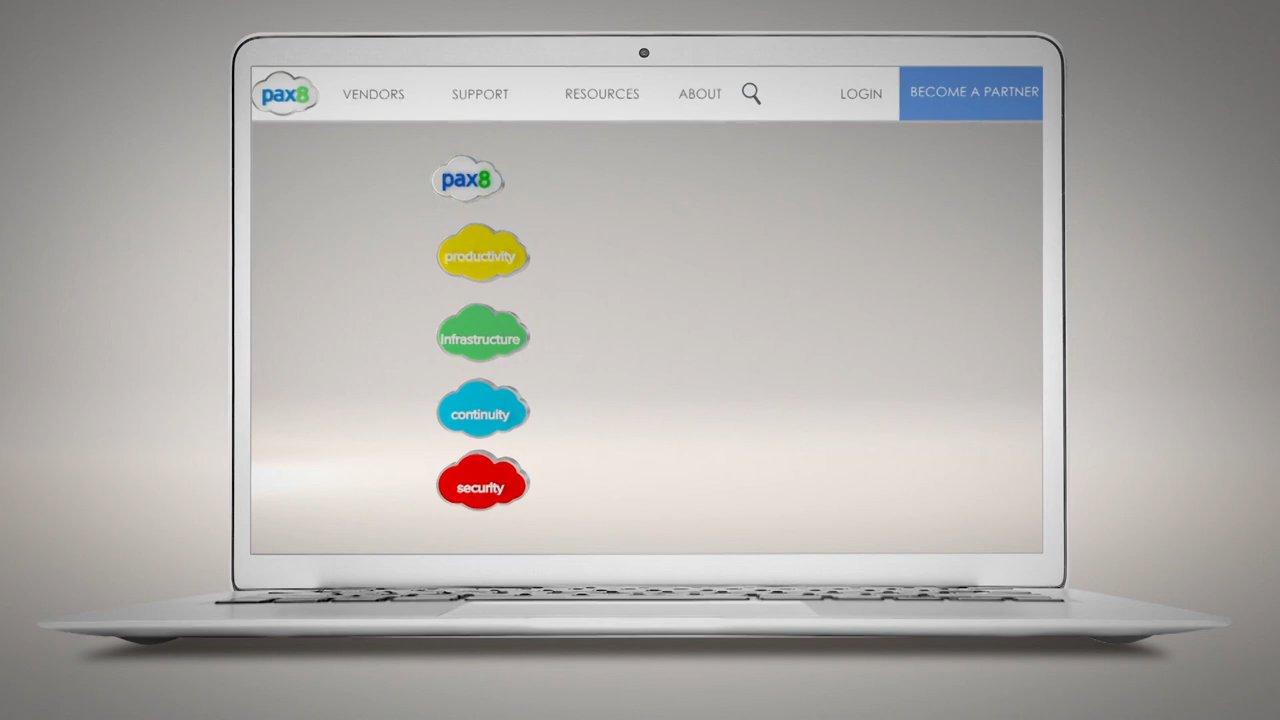 pax8 VENDORS SUPPORT RESOURCES ABOUT LOGIN BECOME A PARTNER
pax8
productivity
infrastructure
continuity
security